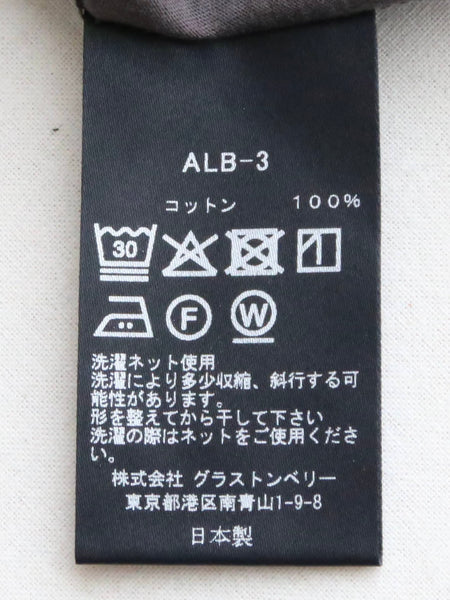 ALB-3
コットン 100%
30
F W
洗濯ネット使用
洗濯により多少収縮、斜行する可
能性があります。
形を整えてから干して下さい
洗濯の際はネットをご使用くださ
い。
株式会社 グラストンベリー
東京都港区南青山1-9-8
日本製